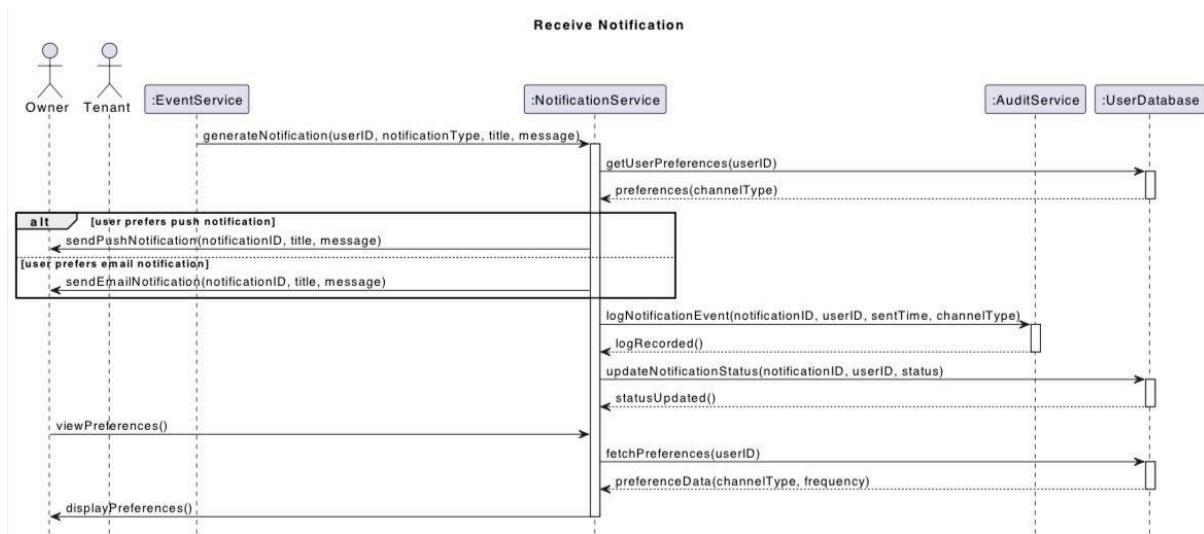 Receive Notification
Owner
Tenant
:EventService
:NotificationService
:AuditService
:UserDatabase
generateNotification(userID, notificationType, title, message)
getUserPreferences(userID)
preferences(channelType)
alt
[user prefers push notification]
sendPushNotification(notificationID, title, message)
[user prefers email notification]
sendEmailNotification(notificationID, title, message)
logNotificationEvent(notificationID, userID, sentTime, channelType)
logRecorded()
updateNotificationStatus(notificationID, userID, status)
statusUpdated()
viewPreferences()
fetchPreferences(userID)
preferenceData(channelType, frequency)
displayPreferences()